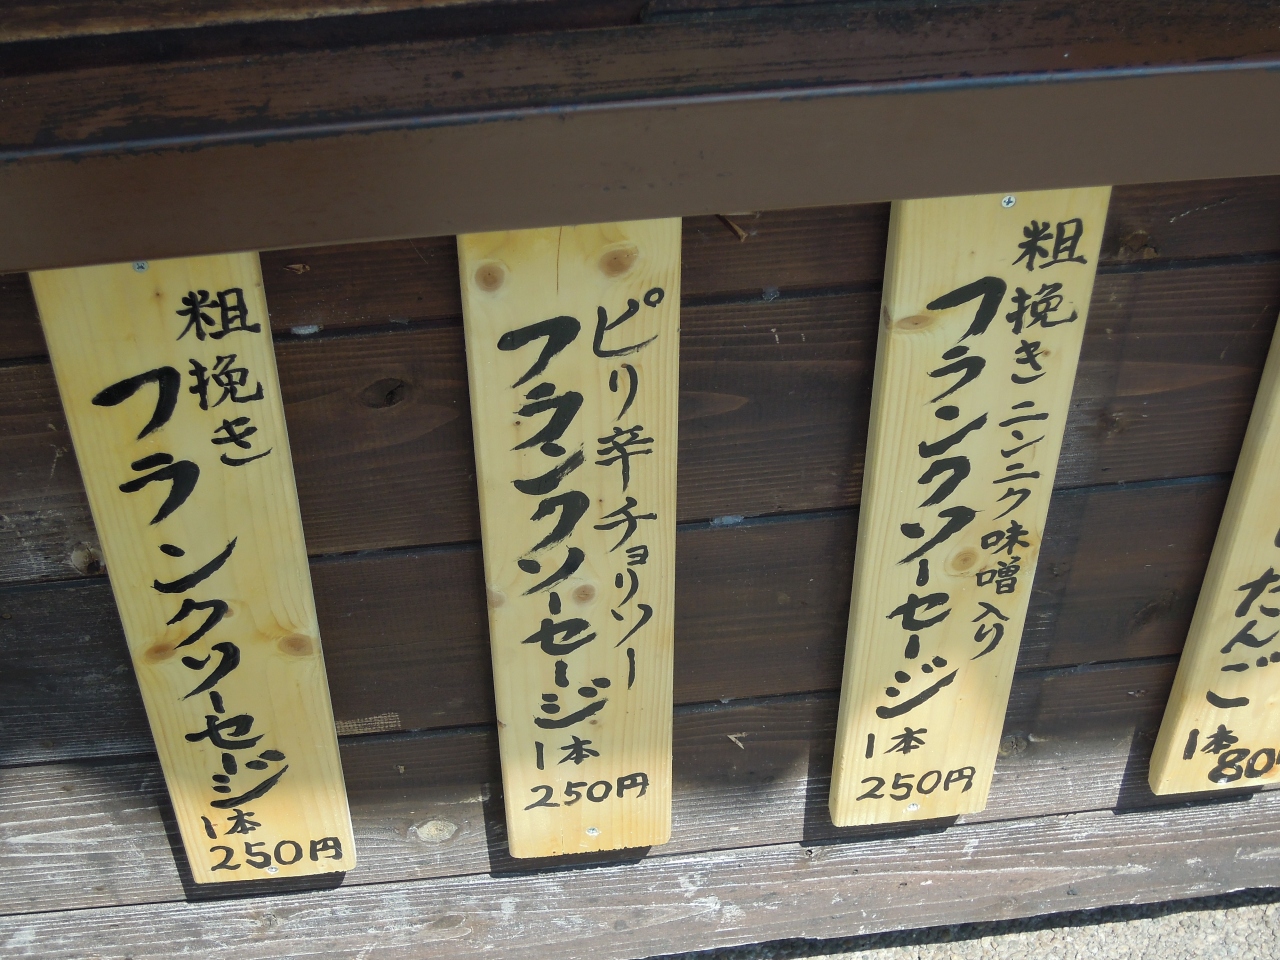 粗挽き
フランクソーセージ
1本
250円
ピリ辛チョリソー
フランクソーセージ
1本
250円
粗挽きニンニク味噌入り
フランクソーセージ
1本
250円
だんご
1本
80